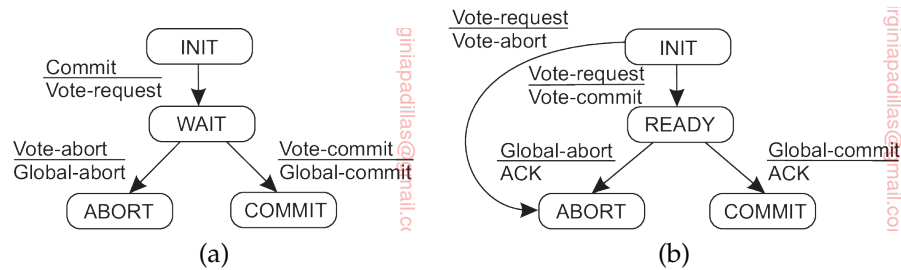 INIT
Commit
Vote-request
WAIT
Vote-abort
Global-abort
Vote-commit
Global-commit
ABORT
COMMIT
(a)
giniapadillas@gmail.co
Vote-request
Vote-abort
INIT
Vote-request
Vote-commit
READY
Global-abort
ACK
Global-commit
ACK
ABORT
COMMIT
(b)
irginiapadillas@gmail.con